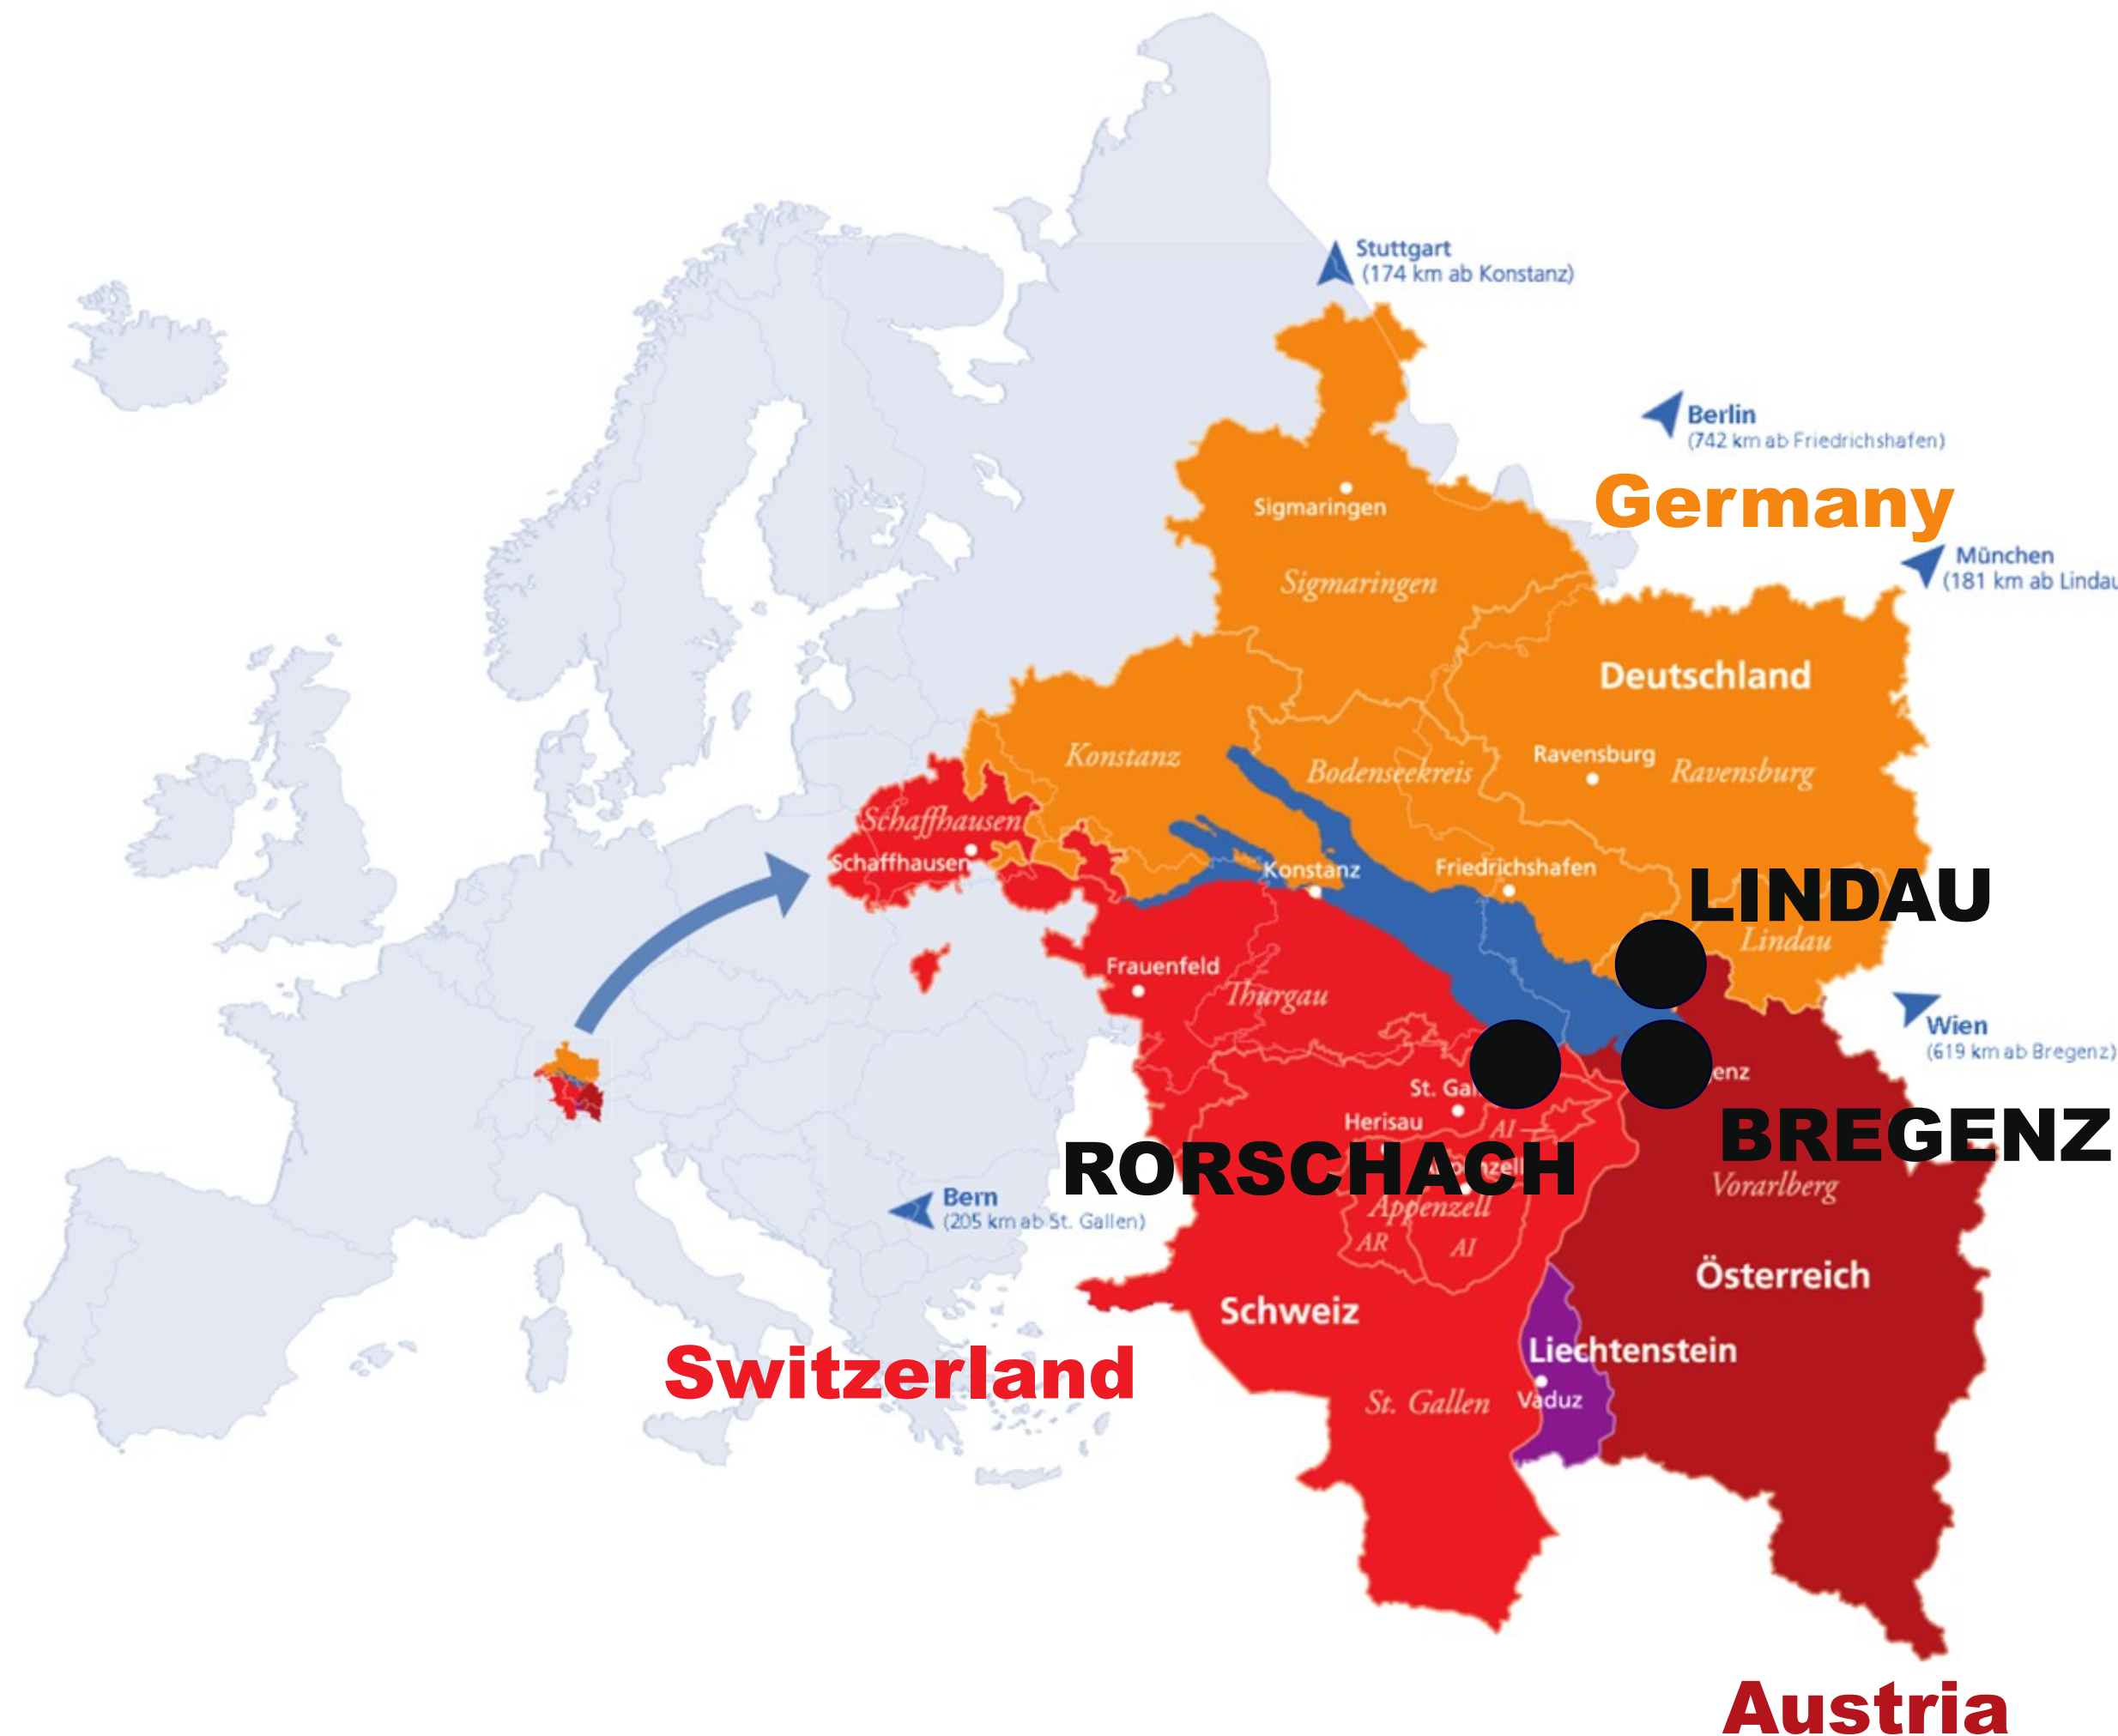 Stuttgart
(174 km ab Konstanz)
Berlin
(742 km ab Friedrichshafen)
Germany
Sigmaringen
München
(181 km ab Lindau
Sigmaringen
Deutschland
Konstanz
Bodenseekreis
Ravensburg
Ravensburg
Schaffhausen
Schaffhausen
Konstanz
Friedrichshafen
LINDAU
Lindau
Frauenfeld
Thurgau
Wien
(619 km ab Bregenz)
enz
St. Gal
Herisau
AI
BREGENZ
RORSCHACH
Vorarlberg
Bern
(205 km ab St. Gallen)
Appenzell
AR
AI
Österreich
Schweiz
Liechtenstein
Switzerland
St. Gallen
Vaduz
Austria